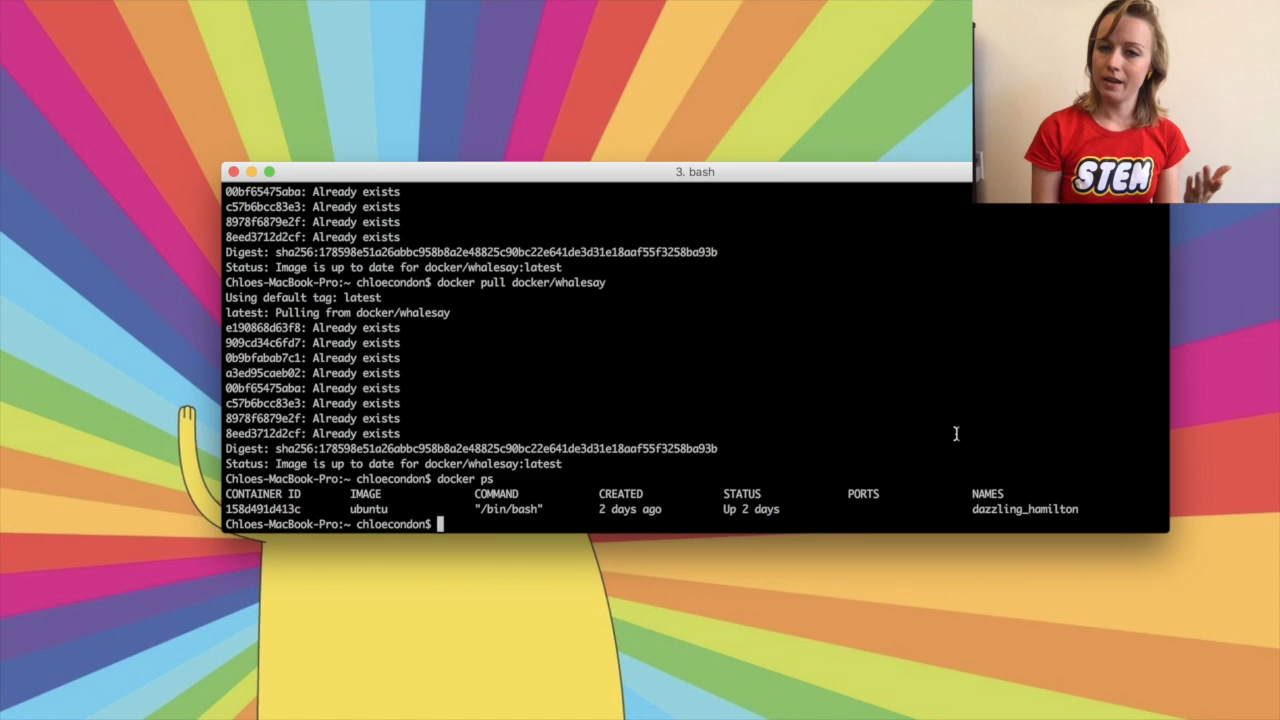 STEM
3. bash
00bf65475aba: Already exists
c57b6bcc83e3: Already exists
8978f6879e2f: Already exists
8eed3712d2cf: Already exists
Digest: sha256:178598e51a26abbc958b8a2e48825c90bc22e641de3d31e18aaf55f3258ba93b
Status: Image is up to date for docker/whalesay:latest
Chloes-MacBook-Pro:~ chloecondon$ docker pull docker/whalesay
Using default tag: latest
latest: Pulling from docker/whalesay
e190868d63f8: Already exists
909cd34c6fd7: Already exists
0b9bfabab7c1: Already exists
a3ed95caeb02: Already exists
00bf65475aba: Already exists
c57b6bcc83e3: Already exists
8978f6879e2f: Already exists
8eed3712d2cf: Already exists
Digest: sha256:178598e51a26abbc958b8a2e48825c90bc22e641de3d31e18aaf55f3258ba93b
Status: Image is up to date for docker/whalesay:latest
Chloes-MacBook-Pro:~ chloecondon$ docker ps
CONTAINER ID IMAGE COMMAND CREATED STATUS PORTS NAMES
158d491d413c ubuntu "/bin/bash" 2 days ago Up 2 days dazzling_hamilton
Chloes-MacBook-Pro:~ chloecondon$